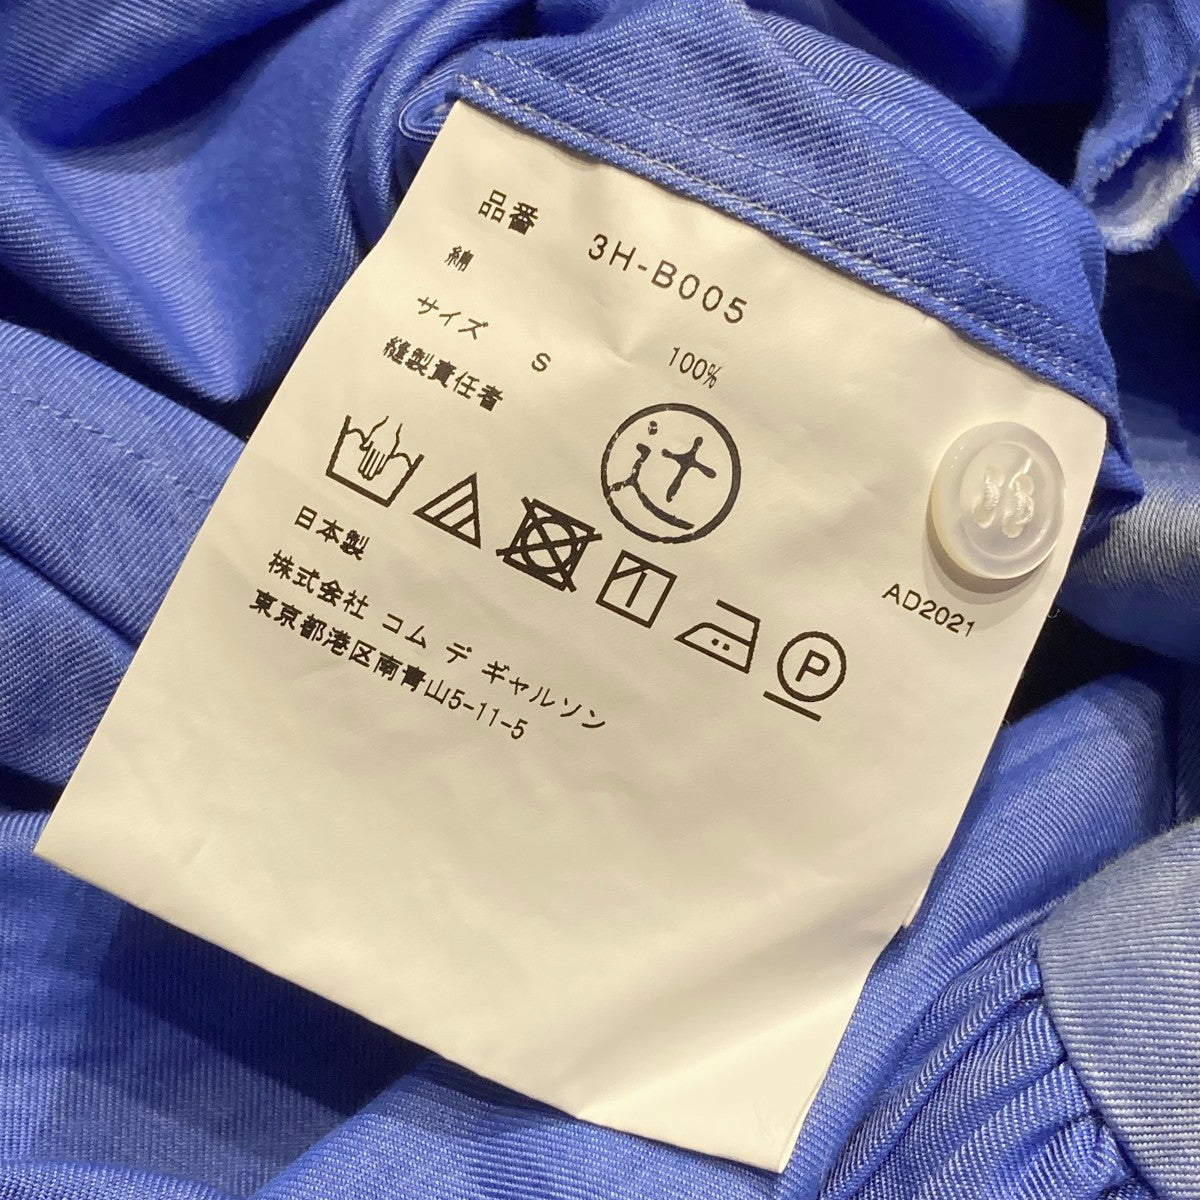 品番 3H-B005
綿 100%
サイズ S
縫製責任者 辻
P
日本製 AD2021
株式会社 コム デ ギャルソン
東京都港区南青山5-11-5